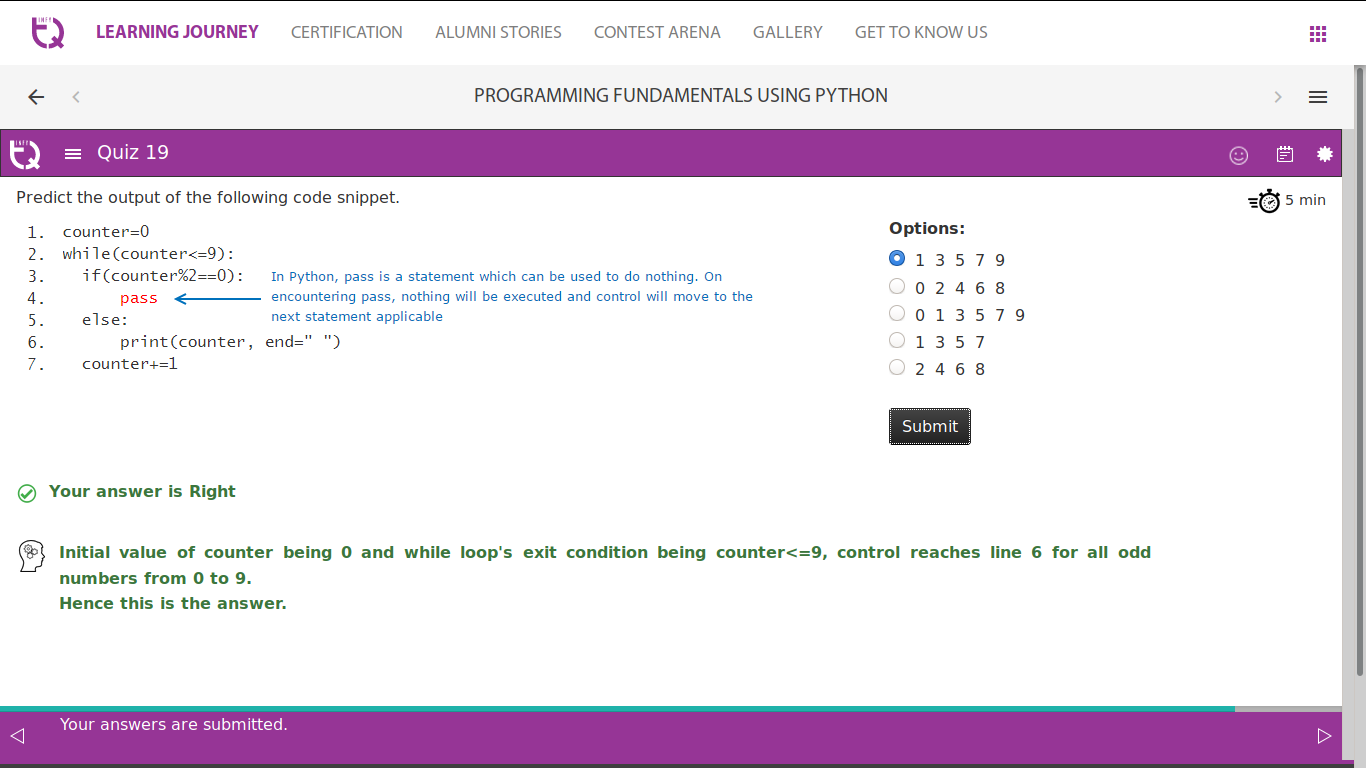 INFY
TQ
LEARNING JOURNEY CERTIFICATION ALUMNI STORIES CONTEST ARENA GALLERY GET TO KNOW US
PROGRAMMING FUNDAMENTALS USING PYTHON
INFY
TQ
Quiz 19
Predict the output of the following code snippet.
5 min
1. counter=0
2. while(counter<=9):
3. if(counter%2==0):
4. pass
5. else:
6. print(counter, end=" ")
7. counter+=1
In Python, pass is a statement which can be used to do nothing. On
encountering pass, nothing will be executed and control will move to the
next statement applicable
Options:
1 3 5 7 9
0 2 4 6 8
0 1 3 5 7 9
1 3 5 7
2 4 6 8
Submit
Your answer is Right
Initial value of counter being 0 and while loop's exit condition being counter<=9, control reaches line 6 for all odd
numbers from 0 to 9.
Hence this is the answer.
Your answers are submitted.